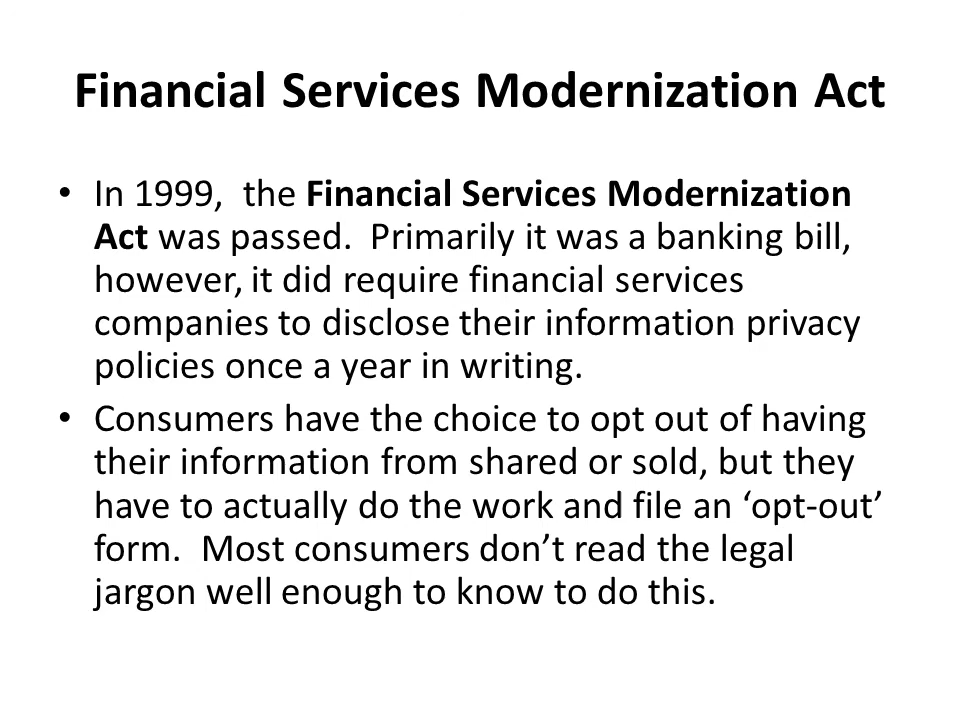 Financial Services Modernization Act
• In 1999,  the Financial Services Modernization
Act was passed.  Primarily it was a banking bill,
however, it did require financial services
companies to disclose their information privacy
policies once a year in writing.
• Consumers have the choice to opt out of having
their information from shared or sold, but they
have to actually do the work and file an ‘opt-out’
form.  Most consumers don’t read the legal
jargon well enough to know to do this.